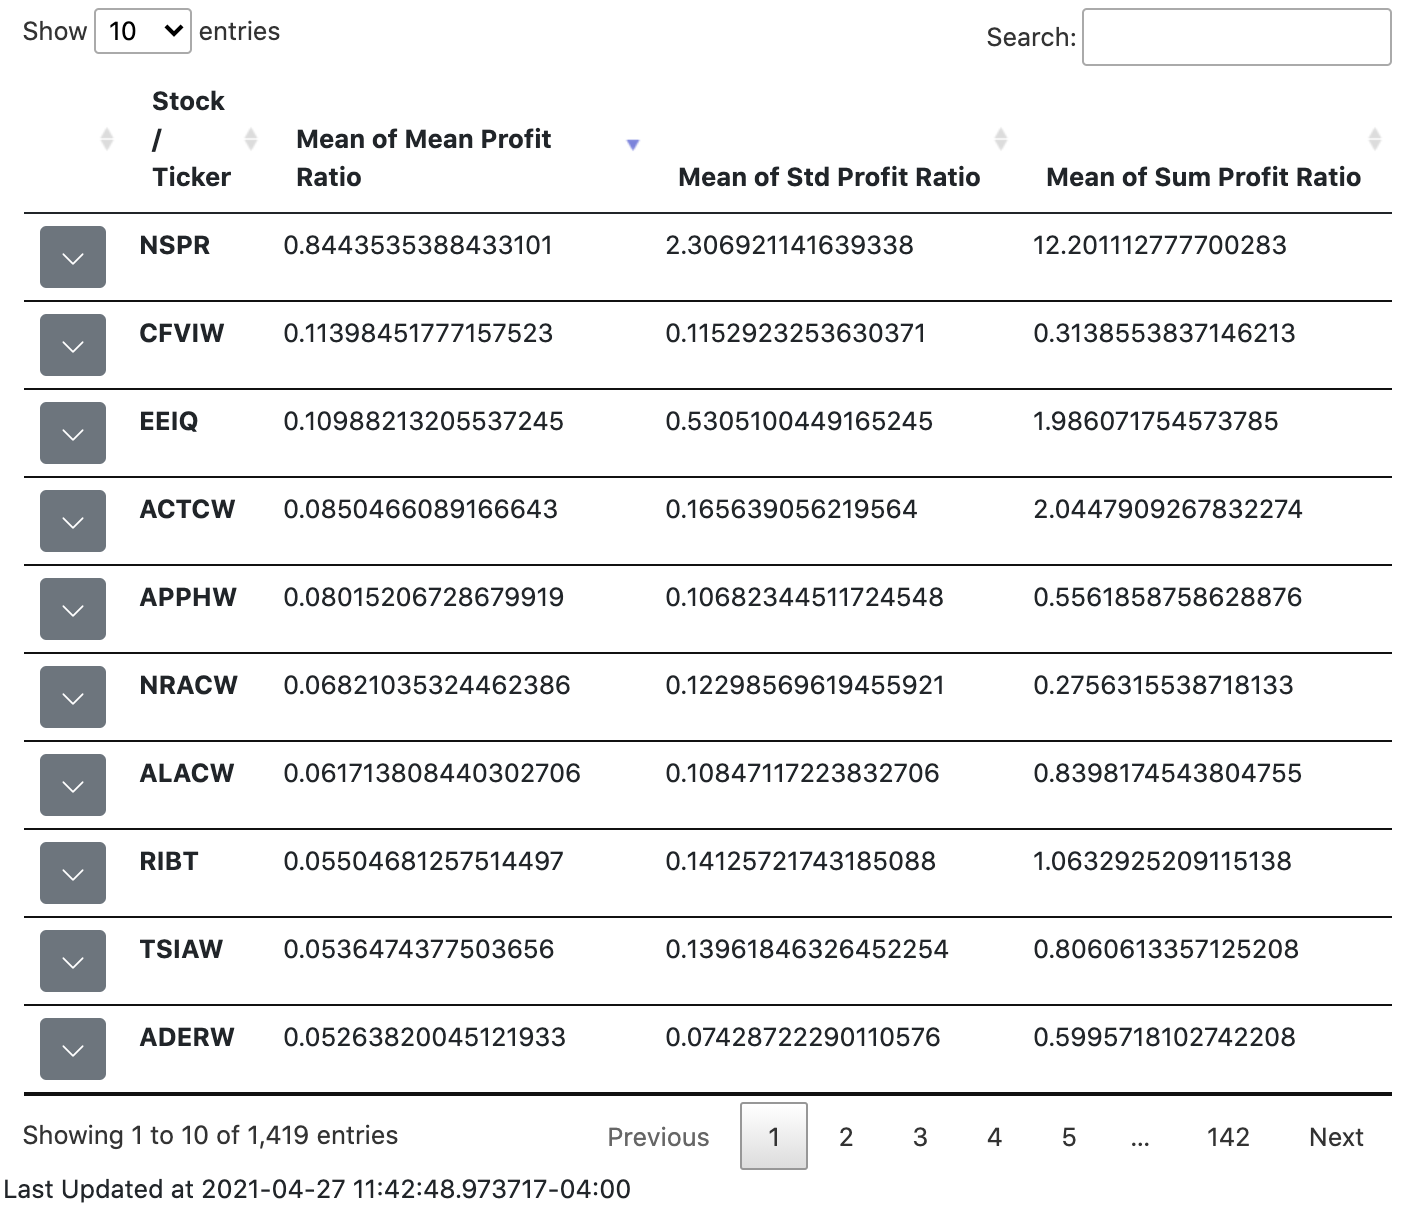 Show 10 entries
Search:
Stock / Ticker
Mean of Mean Profit Ratio
Mean of Std Profit Ratio
Mean of Sum Profit Ratio
NSPR 0.8443535388433101 2.306921141639338 12.201112777700283
CFVIW 0.11398451777157523 0.1152923253630371 0.3138553837146213
EEIQ 0.10988213205537245 0.5305100449165245 1.986071754573785
ACTCW 0.0850466089166643 0.165639056219564 2.0447909267832274
APPHW 0.08015206728679919 0.10682344511724548 0.5561858758628876
NRACW 0.06821035324462386 0.12298569619455921 0.2756315538718133
ALACW 0.061713808440302706 0.10847117223832706 0.8398174543804755
RIBT 0.05504681257514497 0.14125721743185088 1.0632925209115138
TSIAW 0.0536474377503656 0.13961846326452254 0.8060613357125208
ADERW 0.05263820045121933 0.07428722290110576 0.5995718102742208
Showing 1 to 10 of 1,419 entries
Previous 1 2 3 4 5 ... 142 Next
Last Updated at 2021-04-27 11:42:48.973717-04:00